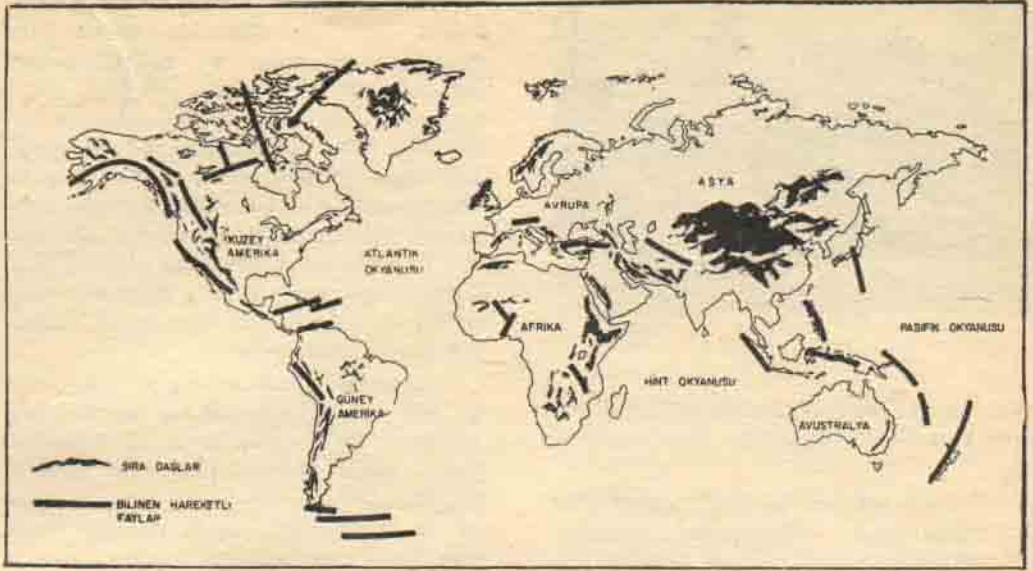 ASYA
AVRUPA
KUZEY
AMERİKA
ATLANTİK
OKYANUSU
AFRİKA
PASİFİK OKYANUSU
HİNT OKYANUSU
GÜNEY
AMERİKA
AVUSTRALYA
SIRA DAĞLAR
BİLİNEN HAREKETLİ
FAYLAR